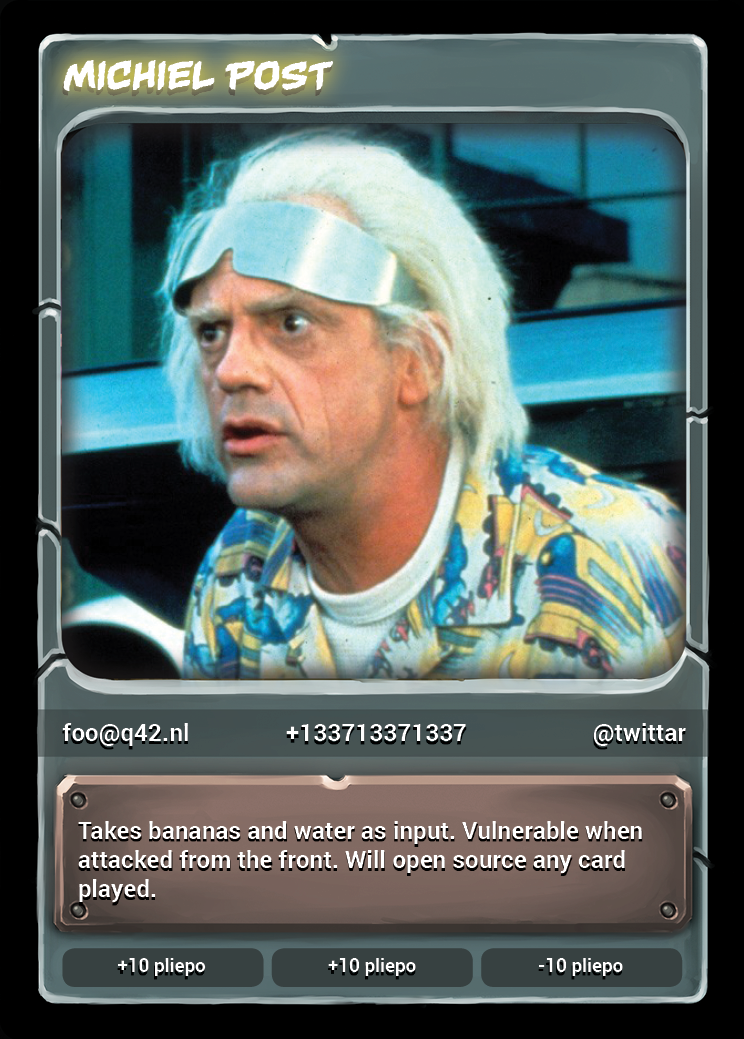 MICHIEL POST
foo@q42.nl +133713371337 @twittar
Takes bananas and water as input. Vulnerable when
attacked from the front. Will open source any card
played.
+10 pliepo +10 pliepo -10 pliepo